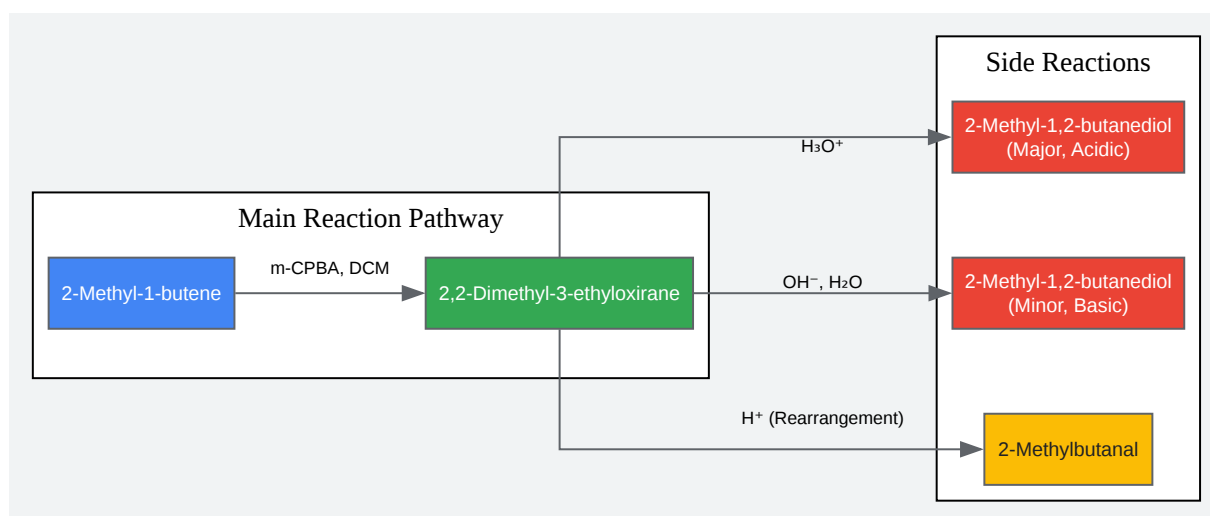 Side Reactions
2-Methyl-1,2-butanediol
(Major, Acidic)
H₃O⁺
Main Reaction Pathway
m-CPBA, DCM
2-Methyl-1-butene
2,2-Dimethyl-3-ethyloxirane
OH⁻, H₂O
2-Methyl-1,2-butanediol
(Minor, Basic)
H⁺ (Rearrangement)
2-Methylbutanal